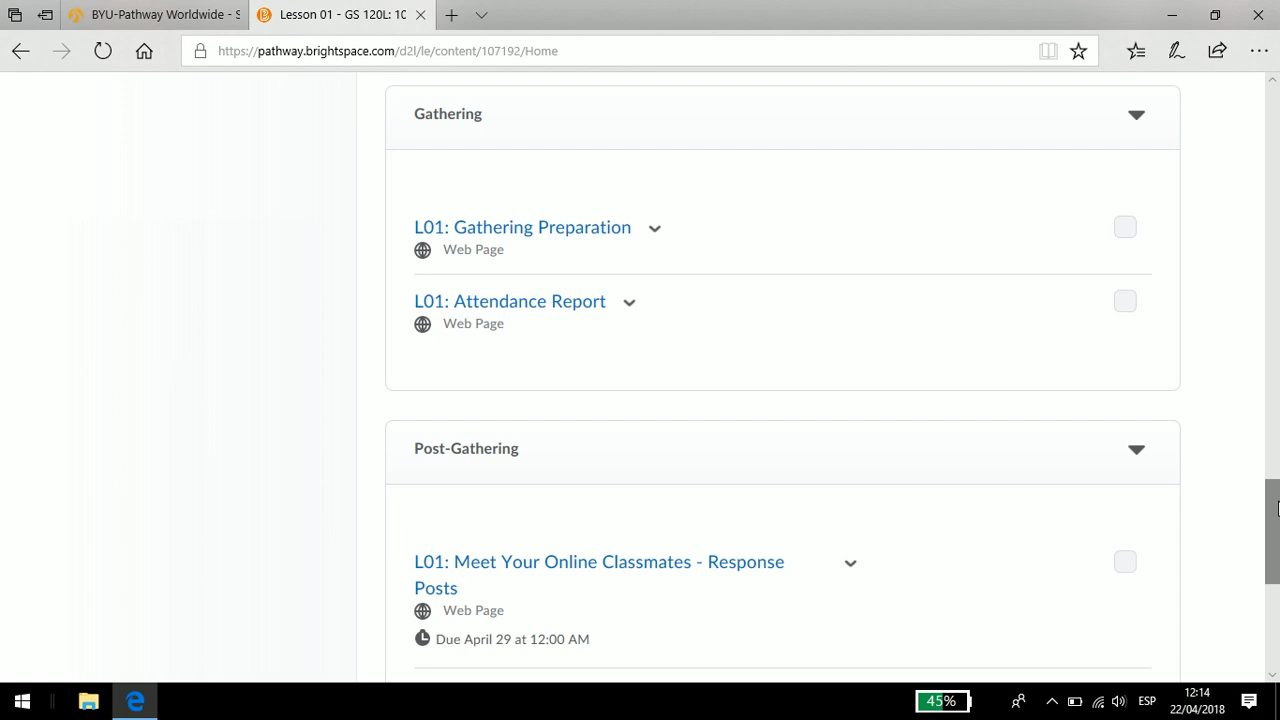 BYU-Pathway Worldwide - S
Lesson 01 - GS 120L: 10
https://pathway.brightspace.com/d2l/le/content/107192/Home
Gathering
L01: Gathering Preparation
Web Page
L01: Attendance Report
Web Page
Post-Gathering
L01: Meet Your Online Classmates - Response
Posts
Web Page
Due April 29 at 12:00 AM
45%
ESP
12:14
22/04/2018